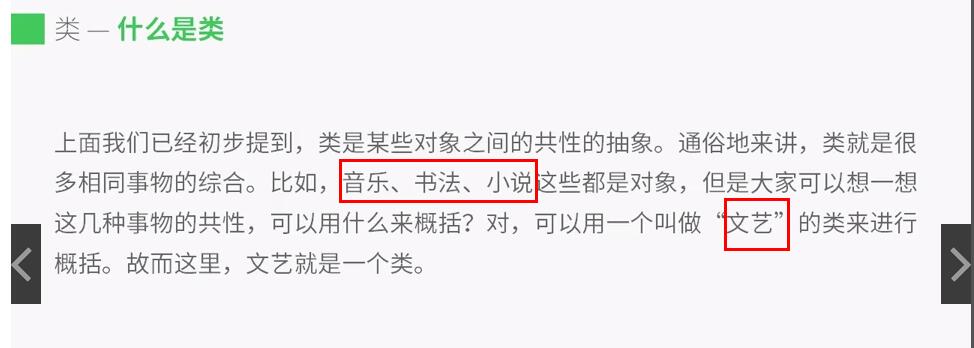 类 — 什么是类
上面我们已经初步提到，类是某些对象之间的共性的抽象。通俗地来讲，类就是很
多相同事物的综合。比如，音乐、书法、小说这些都是对象，但是大家可以想一想
这几种事物的共性，可以用什么来概括？对，可以用一个叫做“文艺”的类来进行
概括。故而这里，文艺就是一个类。